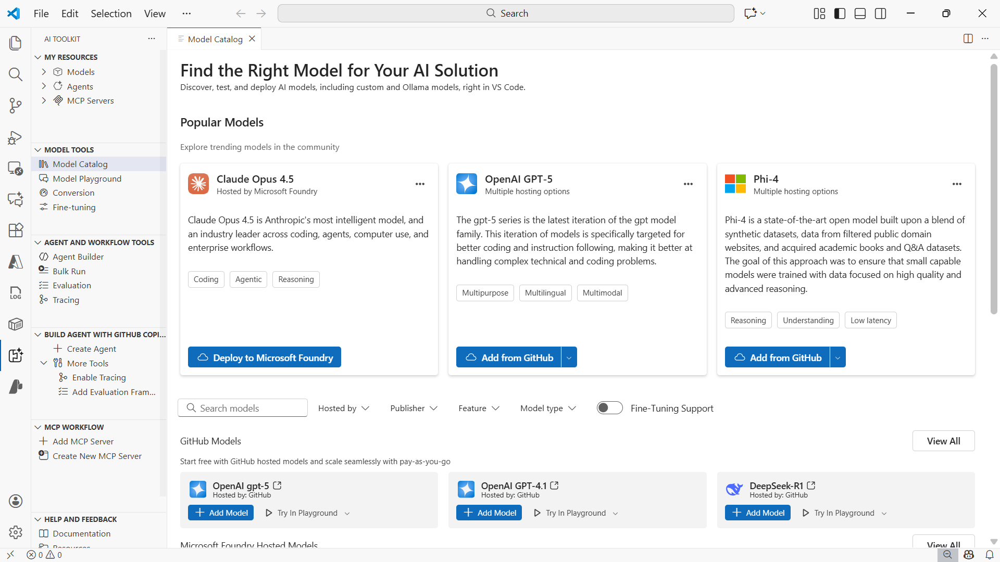 File Edit Selection View
Search
AI TOOLKIT
MY RESOURCES
Models
Agents
MCP Servers
MODEL TOOLS
Model Catalog
Model Playground
Conversion
Fine-tuning
AGENT AND WORKFLOW TOOLS
Agent Builder
Bulk Run
Evaluation
Tracing
BUILD AGENT WITH GITHUB COPI...
Create Agent
More Tools
Enable Tracing
Add Evaluation Fram...
MCP WORKFLOW
Add MCP Server
Create New MCP Server
HELP AND FEEDBACK
Documentation
Resources
LOG
Model Catalog
Find the Right Model for Your AI Solution
Discover, test, and deploy AI models, including custom and Ollama models, right in VS Code.
Popular Models
Explore trending models in the community
Claude Opus 4.5
Hosted by Microsoft Foundry
Claude Opus 4.5 is Anthropic's most intelligent model, and
an industry leader across coding, agents, computer use, and
enterprise workflows.
Coding Agentic Reasoning
Deploy to Microsoft Foundry
OpenAI GPT-5
Multiple hosting options
The gpt-5 series is the latest iteration of the gpt model
family. This iteration of models is specifically targeted for
better coding and instruction following, making it better at
handling complex technical and coding problems.
Multipurpose Multilingual Multimodal
Add from GitHub
Phi-4
Multiple hosting options
Phi-4 is a state-of-the-art open model built upon a blend of
synthetic datasets, data from filtered public domain
websites, and acquired academic books and Q&A datasets.
The goal of this approach was to ensure that small capable
models were trained with data focused on high quality and
advanced reasoning.
Reasoning Understanding Low latency
Add from GitHub
Search models Hosted by Publisher Feature Model type Fine-Tuning Support
GitHub Models
View All
Start free with GitHub hosted models and scale seamlessly with pay-as-you-go
OpenAI gpt-5
Hosted by: GitHub
Add Model Try In Playground
OpenAI GPT-4.1
Hosted by: GitHub
Add Model Try In Playground
DeepSeek-R1
Hosted by: GitHub
Add Model Try In Playground
Microsoft Foundry Hosted Models
View All
0 0